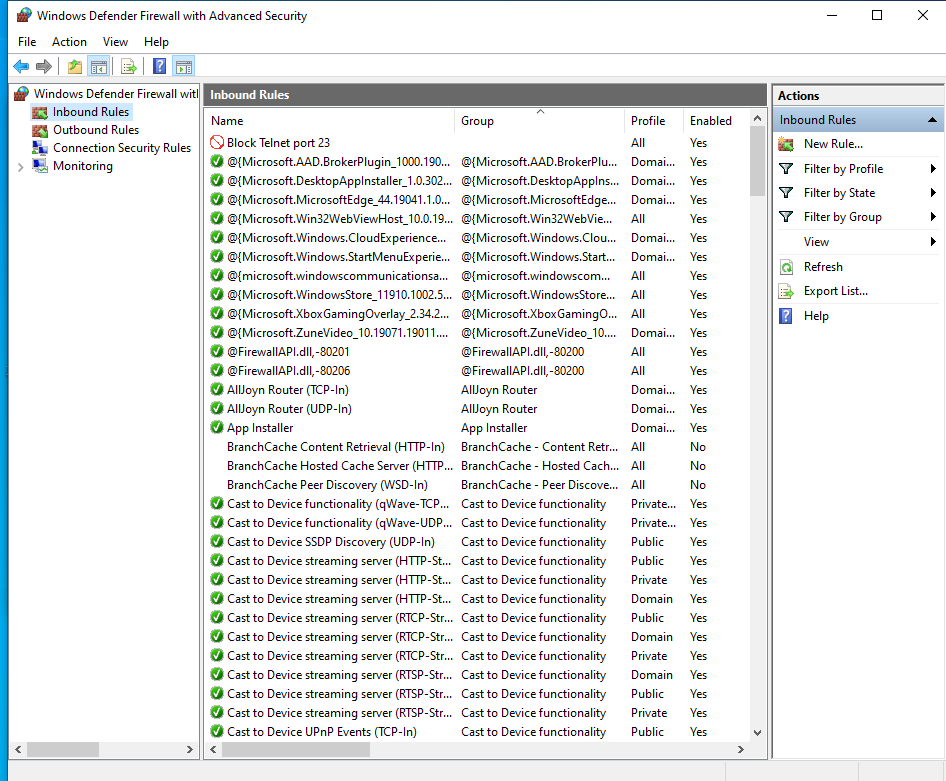 Windows Defender Firewall with Advanced Security
File Action View Help
Windows Defender Firewall wit
Inbound Rules
Outbound Rules
Connection Security Rules
Monitoring
Inbound Rules
Name Group Profile Enabled
Block Telnet port 23 All Yes
@{Microsoft.AAD.BrokerPlugin_1000.190... @{Microsoft.AAD.BrokerPlu... Domai... Yes
@{Microsoft.DesktopAppInstaller_1.0.302... @{Microsoft.DesktopAppIns... Domai... Yes
@{Microsoft.MicrosoftEdge_44.19041.1.0... @{Microsoft.MicrosoftEdge... Domai... Yes
@{Microsoft.Win32WebViewHost_10.0.19... @{Microsoft.Win32WebVie... All Yes
@{Microsoft.Windows.CloudExperience... @{Microsoft.Windows.Clou... Domai... Yes
@{Microsoft.Windows.StartMenuExperie... @{Microsoft.Windows.Start... Domai... Yes
@{microsoft.windowscommunicationsa... @{microsoft.windowscom... All Yes
@{Microsoft.WindowsStore_11910.1002.5... @{Microsoft.WindowsStore... All Yes
@{Microsoft.XboxGamingOverlay_2.34.2... @{Microsoft.XboxGamingO... All Yes
@{Microsoft.ZuneVideo_10.19071.19011.... @{Microsoft.ZuneVideo_10.... Domai... Yes
@FirewallAPI.dll,-80201 @FirewallAPI.dll,-80200 All Yes
@FirewallAPI.dll,-80206 @FirewallAPI.dll,-80200 All Yes
AllJoyn Router (TCP-In) AllJoyn Router Domai... Yes
AllJoyn Router (UDP-In) AllJoyn Router Domai... Yes
App Installer App Installer Domai... Yes
BranchCache Content Retrieval (HTTP-In) BranchCache - Content Retr... All No
BranchCache Hosted Cache Server (HTTP... BranchCache - Hosted Cach... All No
BranchCache Peer Discovery (WSD-In) BranchCache - Peer Discove... All No
Cast to Device functionality (qWave-TCP... Cast to Device functionality Private... Yes
Cast to Device functionality (qWave-UDP... Cast to Device functionality Private... Yes
Cast to Device SSDP Discovery (UDP-In) Cast to Device functionality Public Yes
Cast to Device streaming server (HTTP-St... Cast to Device functionality Public Yes
Cast to Device streaming server (HTTP-St... Cast to Device functionality Private Yes
Cast to Device streaming server (HTTP-St... Cast to Device functionality Domain Yes
Cast to Device streaming server (RTCP-Str... Cast to Device functionality Public Yes
Cast to Device streaming server (RTCP-Str... Cast to Device functionality Domain Yes
Cast to Device streaming server (RTCP-Str... Cast to Device functionality Private Yes
Cast to Device streaming server (RTSP-Str... Cast to Device functionality Domain Yes
Cast to Device streaming server (RTSP-Str... Cast to Device functionality Public Yes
Cast to Device streaming server (RTSP-Str... Cast to Device functionality Private Yes
Cast to Device UPnP Events (TCP-In) Cast to Device functionality Public Yes
Actions
Inbound Rules
New Rule...
Filter by Profile
Filter by State
Filter by Group
View
Refresh
Export List...
Help